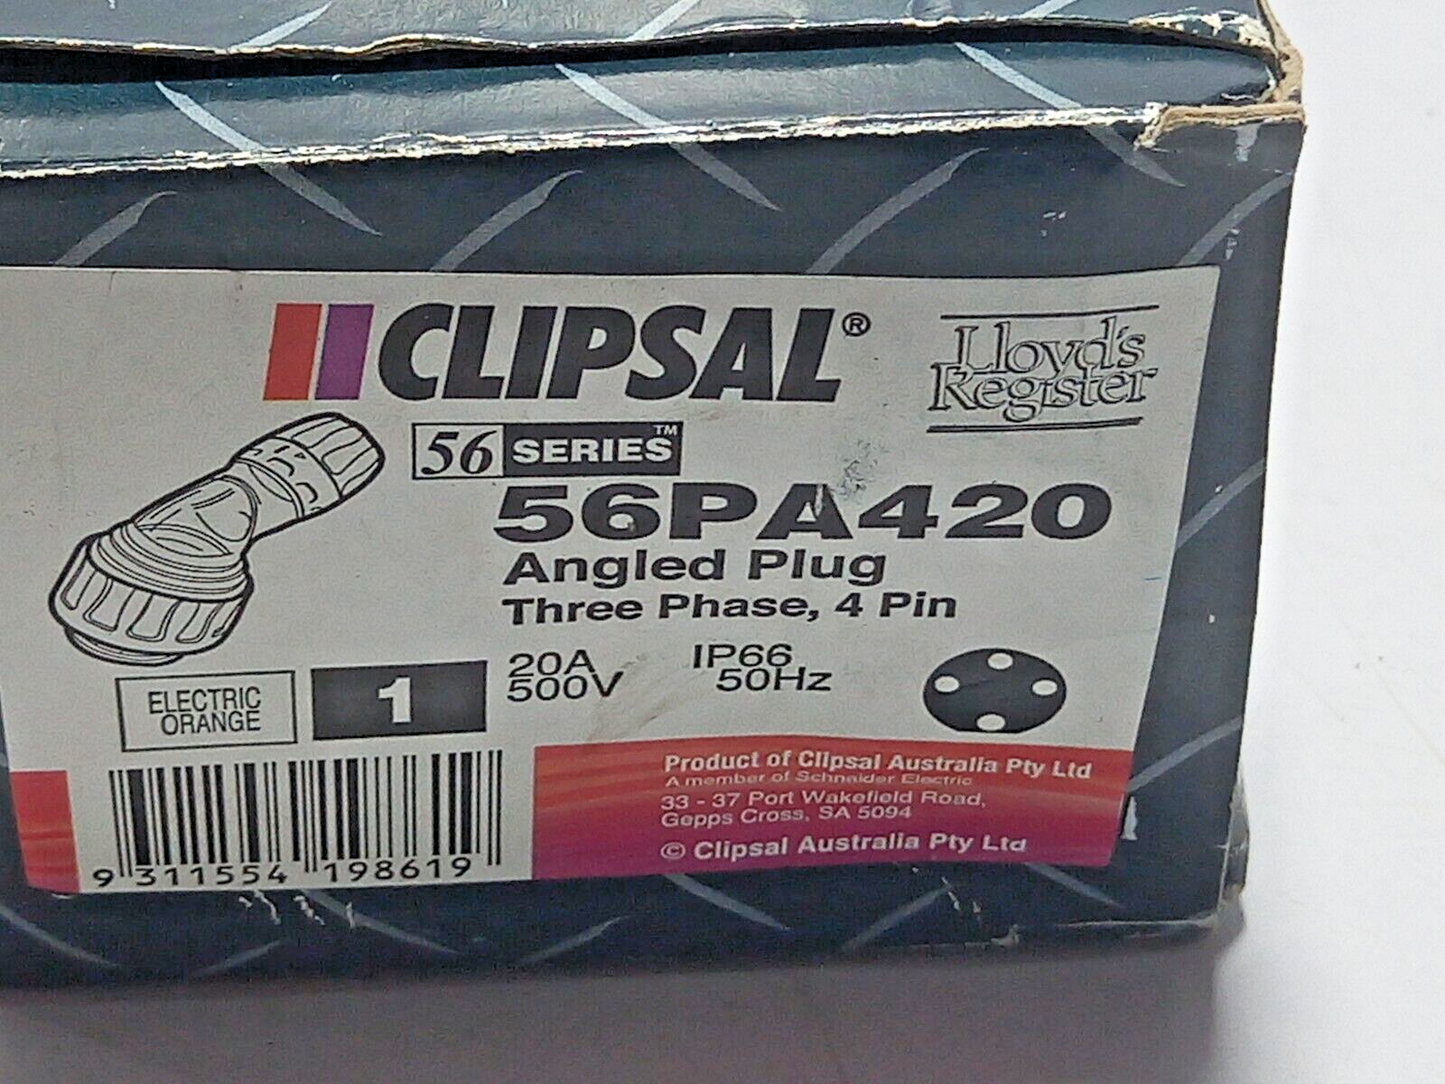 CLIPSAL®
Lloyd's
Register
56 SERIES™
56PA420
Angled Plug
Three Phase, 4 Pin
20A IP66
500V 50Hz
ELECTRIC
ORANGE
1
9 311554 198619
Product of Clipsal Australia Pty Ltd
A member of Schneider Electric
33 - 37 Port Wakefield Road,
Gepps Cross, SA 5094
© Clipsal Australia Pty Ltd